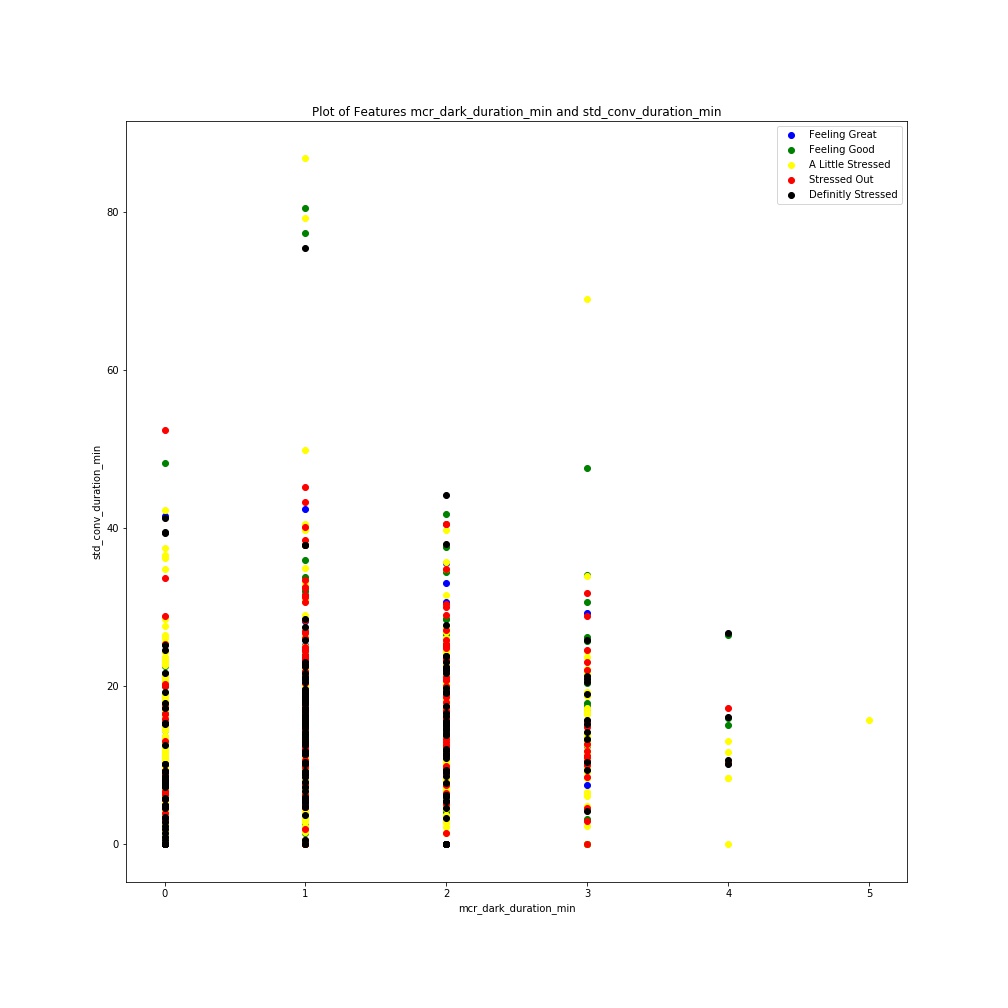 Plot of Features mcr_dark_duration_min and std_conv_duration_min
Feeling Great
Feeling Good
A Little Stressed
Stressed Out
Definitly Stressed
80
60
40
20
0
std_conv_duration_min
0 1 2 3 4 5
mcr_dark_duration_min